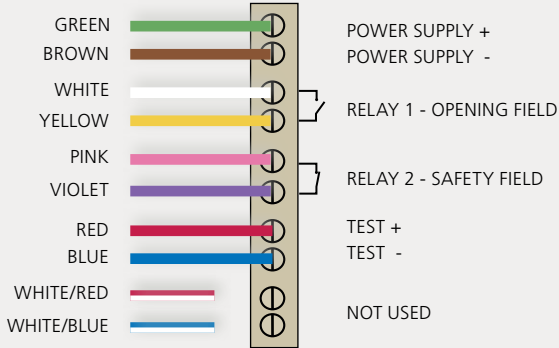 GREEN
BROWN
WHITE
YELLOW
PINK
VIOLET
RED
BLUE
WHITE/RED
WHITE/BLUE
POWER SUPPLY +
POWER SUPPLY -
RELAY 1 - OPENING FIELD
RELAY 2 - SAFETY FIELD
TEST +
TEST -
NOT USED